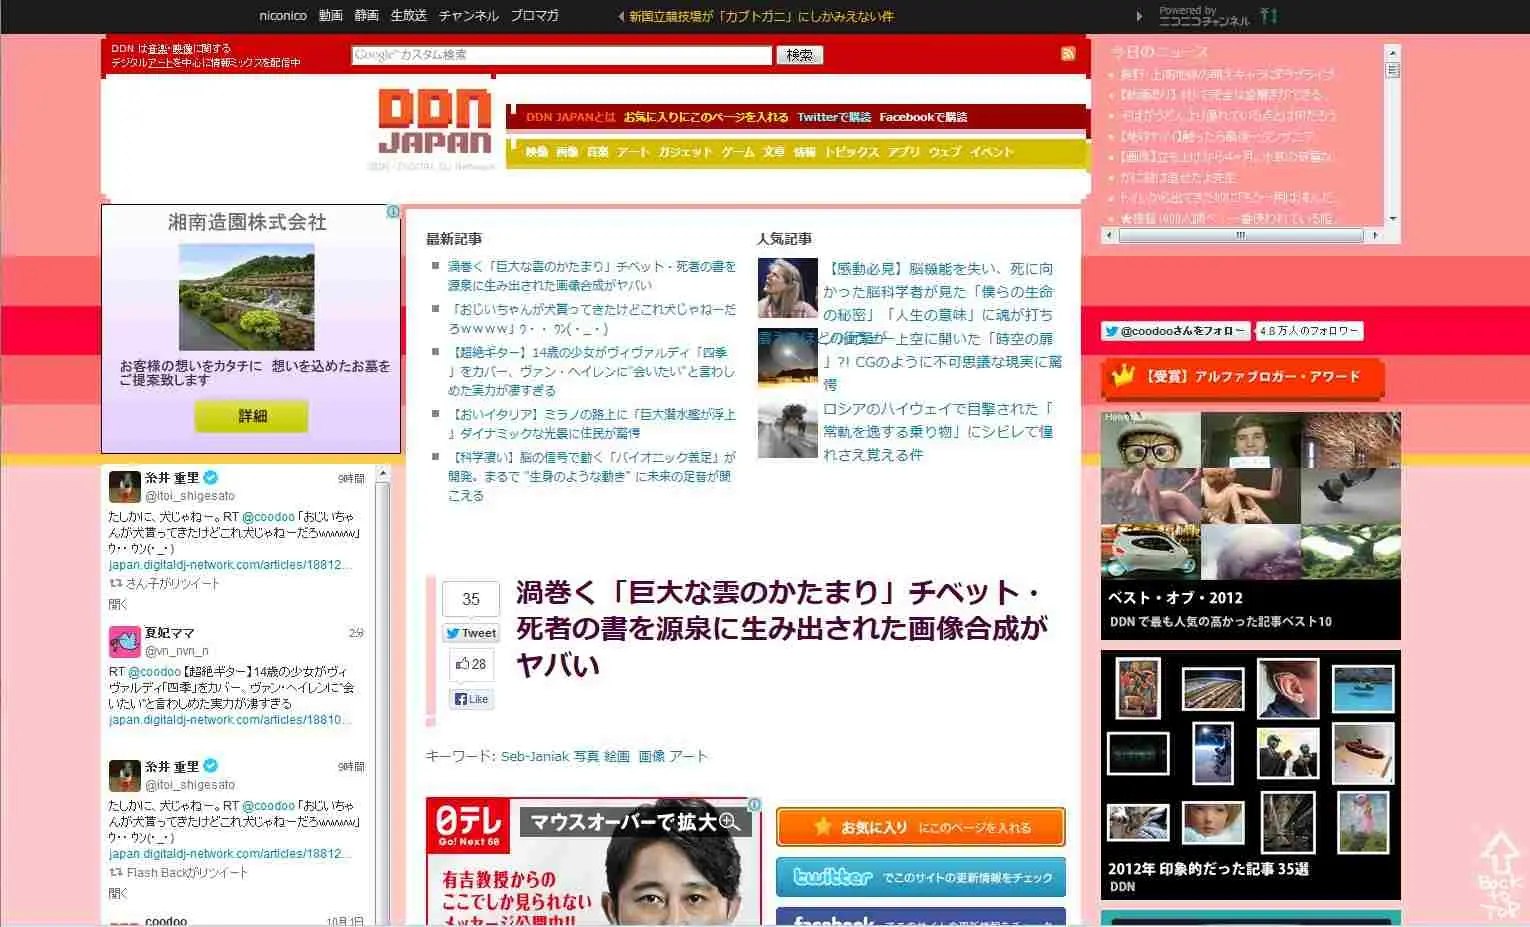 niconico 動画 静画 生放送 チャンネル ブロマガ
新国立競技場が「カブトガニ」にしかみえない件
Powered by
ニコニコチャンネル
DDN は音楽・映像に関する
デジタルアートを中心に情報ミックスを配信中
Google カスタム検索
検索
DDN
JAPAN
DDN JAPANとは お気に入りにこのページを入れる Twitterで購読 Facebookで購読
映像 画像 音楽 アート ガジェット ゲーム 文章 情報 トピックス アプリ ウェブ イベント
今日のニュース
湘南造園株式会社
お客様の想いをカタチに 想いを込めたお墓を
ご提案致します
詳細
最新記事
渦巻く「巨大な雲のかたまり」チベット・死者の書を
源泉に生み出された画像合成がヤバい
「おじいちゃんが犬貰ってきたけどこれ犬じゃねーだ
ろwwww」ｳ・・ｳﾝ(・_・)
【超絶ギター】14歳の少女がヴィヴァルディ「四季
」をカバー、ヴァン・ヘイレンに"会いたい"と言わし
めた実力が凄すぎる
【おいイタリア】ミラノの路上に「巨大潜水艦が浮上
」ダイナミックな光景に住民が驚愕
【科学凄い】脳の信号で動く「バイオニック義足」が
開発。まるで "生身のような動き" に未来の足音が聞
こえる
人気記事
【感動必見】脳機能を失い、死に向
かった脳科学者が見た「僕らの生命
の秘密」「人生の意味」に魂が打ち
上空に開いた「時空の扉
」?! CGのように不可思議な現実に驚
愕
ロシアのハイウェイで目撃された「
常軌を逸する乗り物」にシビレて憧
れさえ覚える件
@coodooさんをフォロー
4.8 万人のフォロワー
【受賞】アルファブロガー・アワード
ベスト・オブ・2012
DDN で最も人気の高かった記事ベスト10
2012年 印象的だった記事 35選
DDN
糸井 重里
9時間
@itoi_shigesato
たしかに、犬じゃねー。RT @coodoo 「おじいちゃ
んが犬貰ってきたけどこれ犬じゃねーだろwwww」
ｳ・・ｳﾝ(・_・)
japan.digitaldj-network.com/articles/18812...
さん子がリツイート
開く
夏妃ママ
2分
@vn_nvn_n
RT @coodoo 【超絶ギター】14歳の少女がヴィ
ヴァルディ「四季」をカバー、ヴァン・ヘイレンに"会
いたい"と言わしめた実力が凄すぎる
japan.digitaldj-network.com/articles/18810...
糸井 重里
9時間
@itoi_shigesato
たしかに、犬じゃねー。RT @coodoo 「おじいちゃ
んが犬貰ってきたけどこれ犬じゃねーだろwwww」
ｳ・・ｳﾝ(・_・)
japan.digitaldj-network.com/articles/18812...
Flash Backがリツイート
開く
coodoo
10月1日
35
Tweet
28
Like
渦巻く「巨大な雲のかたまり」チベット・
死者の書を源泉に生み出された画像合成が
ヤバい
キーワード: Seb-Janiak 写真 絵画 画像 アート
日テレ
Go! Next 60
マウスオーバーで拡大
有吉教授からの
ここでしか見られない
メッセージ公開中!!
お気に入り にこのページを入れる
twitter でこのサイトの更新情報をチェック
facebook でこのサイトの更新情報をチェック
BACK
TO
TOP